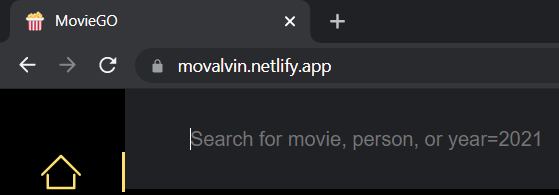 MovieGO
movalvin.netlify.app
Search for movie, person, or year=2021